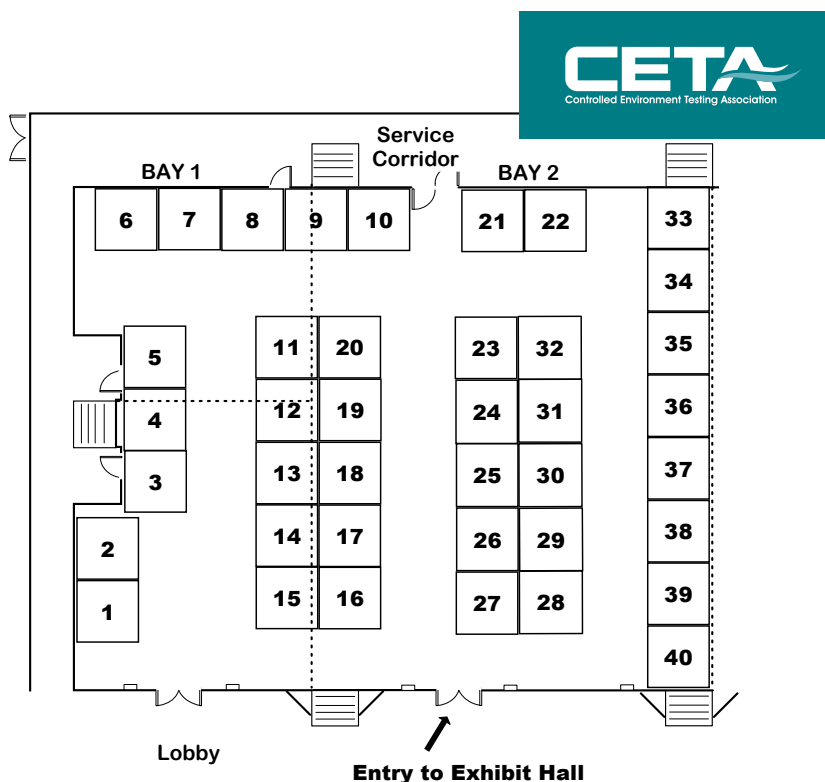 CETA
Controlled Environment Testing Association
Service
Corridor
BAY 1
BAY 2
6 7 8 9 10 21 22 33
34
5 11 20 23 32 35
4 12 19 24 31 36
3 13 18 25 30 37
2 14 17 26 29 38
1 15 16 27 28 39
40
Lobby
Entry to Exhibit Hall